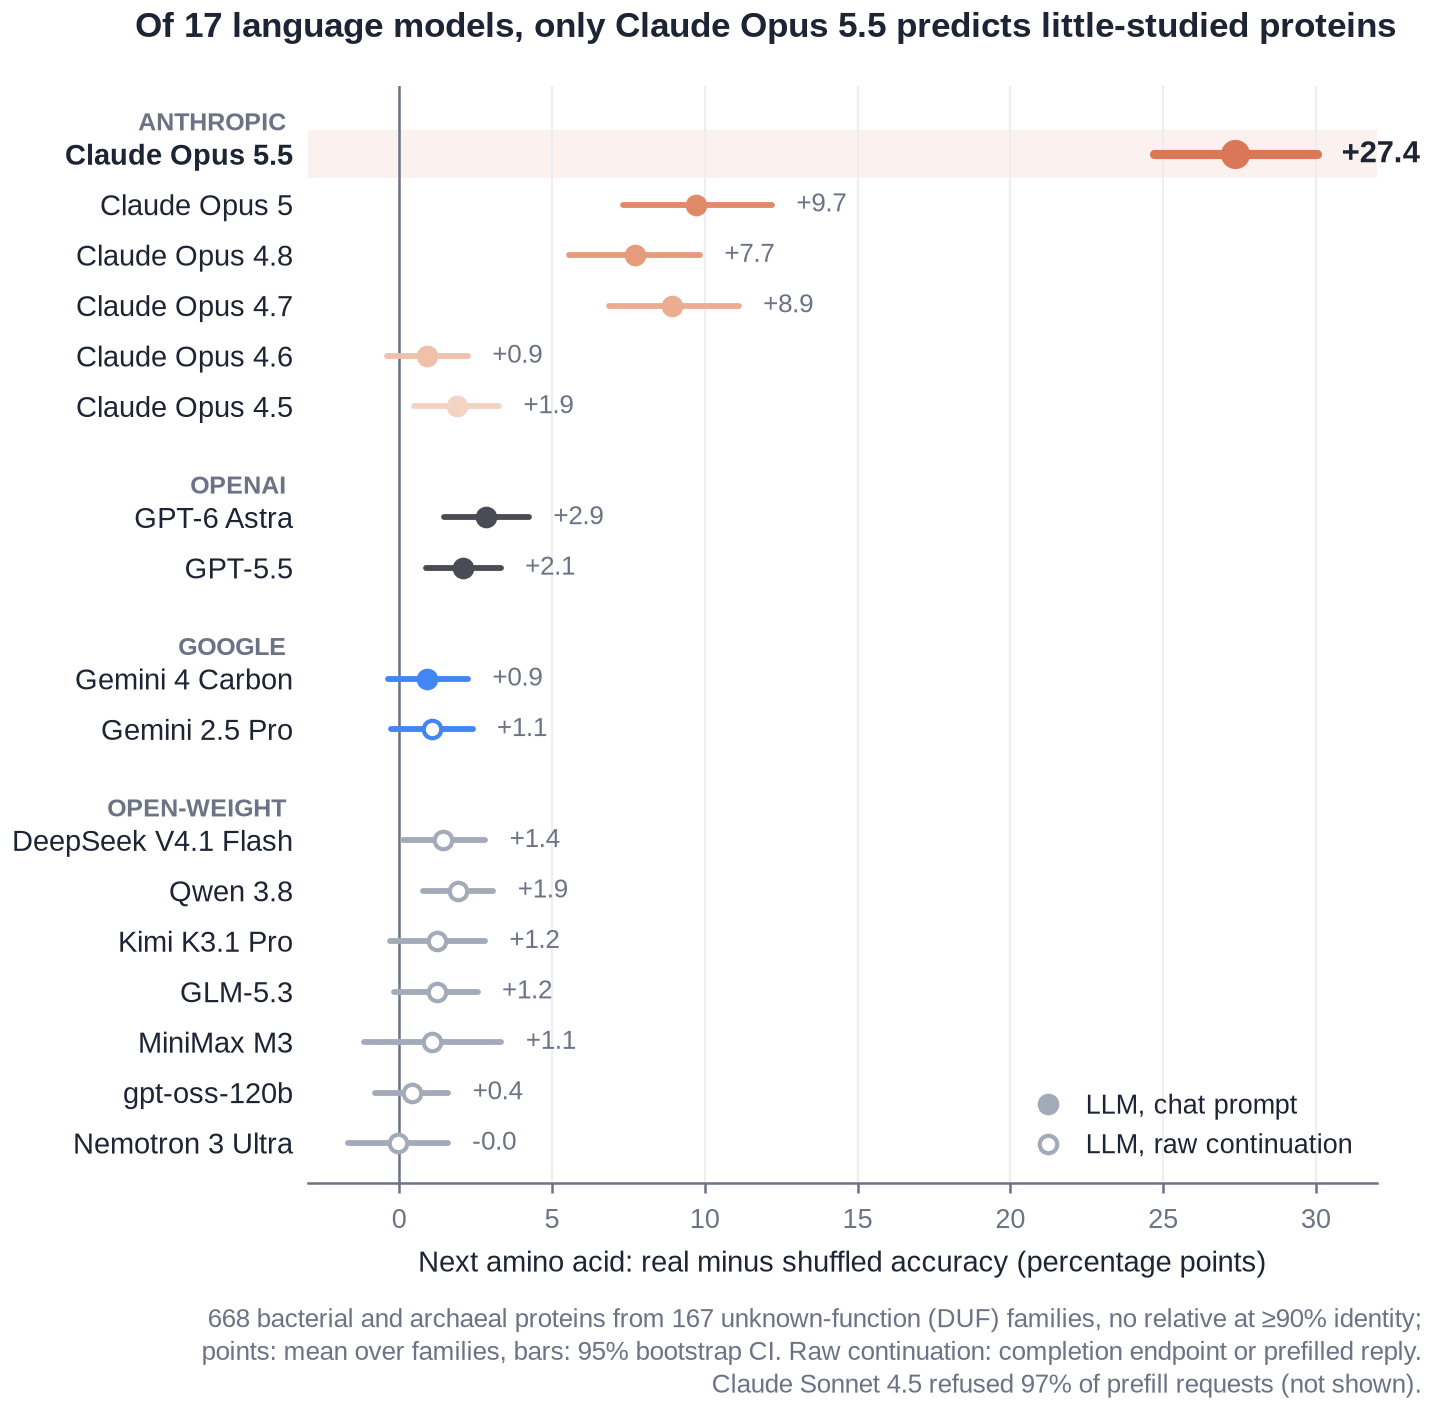 Of 17 language models, only Claude Opus 5.5 predicts little-studied proteins
ANTHROPIC
Claude Opus 5.5 +27.4
Claude Opus 5 +9.7
Claude Opus 4.8 +7.7
Claude Opus 4.7 +8.9
Claude Opus 4.6 +0.9
Claude Opus 4.5 +1.9
OPENAI
GPT-6 Astra +2.9
GPT-5.5 +2.1
GOOGLE
Gemini 4 Carbon +0.9
Gemini 2.5 Pro +1.1
OPEN-WEIGHT
DeepSeek V4.1 Flash +1.4
Qwen 3.8 +1.9
Kimi K3.1 Pro +1.2
GLM-5.3 +1.2
MiniMax M3 +1.1
gpt-oss-120b +0.4
Nemotron 3 Ultra -0.0
LLM, chat prompt
LLM, raw continuation
0 5 10 15 20 25 30
Next amino acid: real minus shuffled accuracy (percentage points)
668 bacterial and archaeal proteins from 167 unknown-function (DUF) families, no relative at ≥90% identity;
points: mean over families, bars: 95% bootstrap CI. Raw continuation: completion endpoint or prefilled reply.
Claude Sonnet 4.5 refused 97% of prefill requests (not shown).